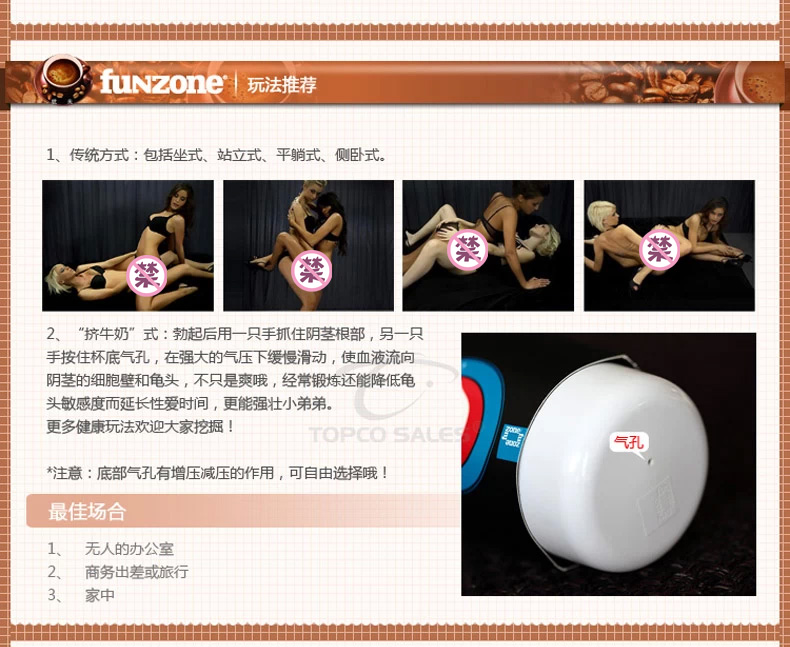 funzone® 玩法推荐
1、传统方式：包括坐式、站立式、平躺式、侧卧式。
禁 禁 禁 禁
2、“挤牛奶”式：勃起后用一只手抓住阴茎根部，另一只
手按住杯底气孔，在强大的气压下缓慢滑动，使血液流向
阴茎的细胞壁和龟头，不只是爽哦，经常锻炼还能降低龟
头敏感度而延长性爱时间，更能强壮小弟弟。
更多健康玩法欢迎大家挖掘！
TOPCO SALES
*注意：底部气孔有增压减压的作用，可自由选择哦！
funzone
funzone
气孔
最佳场合
1、 无人的办公室
2、 商务出差或旅行
3、 家中